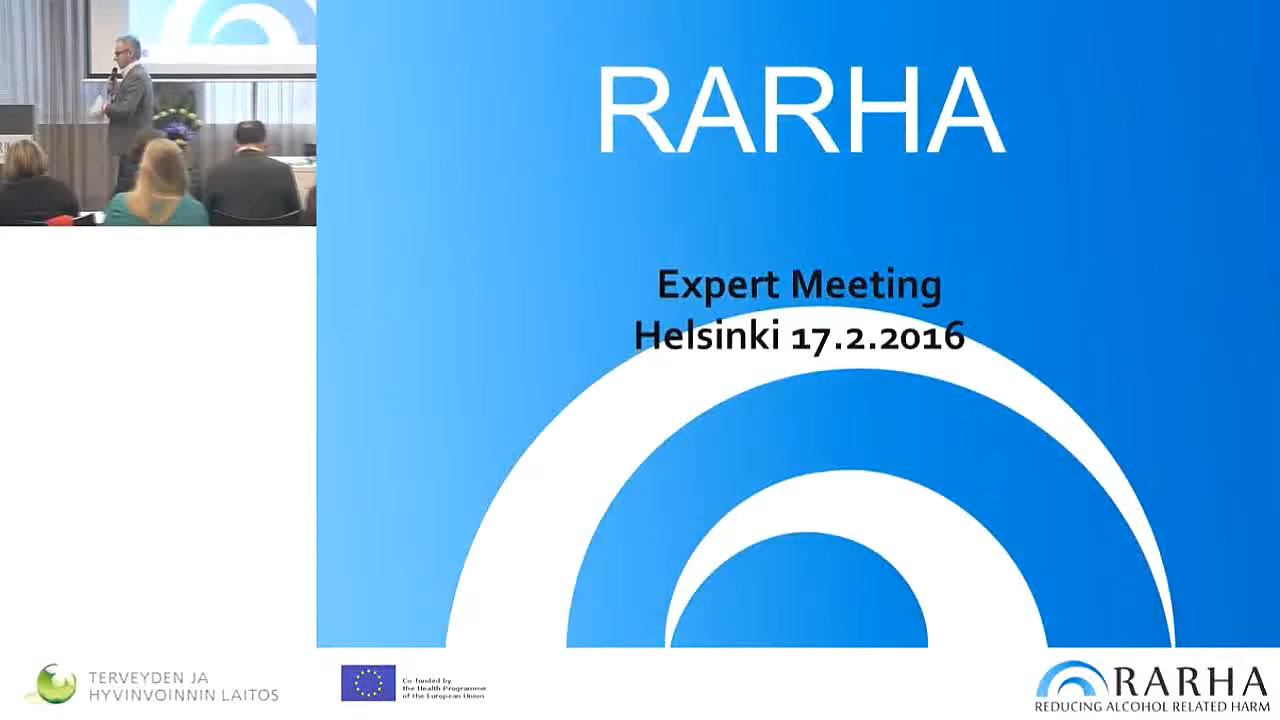 RARHA
Expert Meeting
Helsinki 17.2.2016
TERVEYDEN JA
HYVINVOINNIN LAITOS
Co-funded by
the Health Programme
of the European Union
RARHA
REDUCING ALCOHOL RELATED HARM